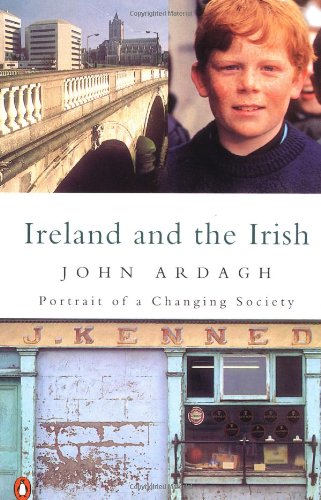 Ireland and the Irish
JOHN ARDAGH
Portrait of a Changing Society
J. KENNED